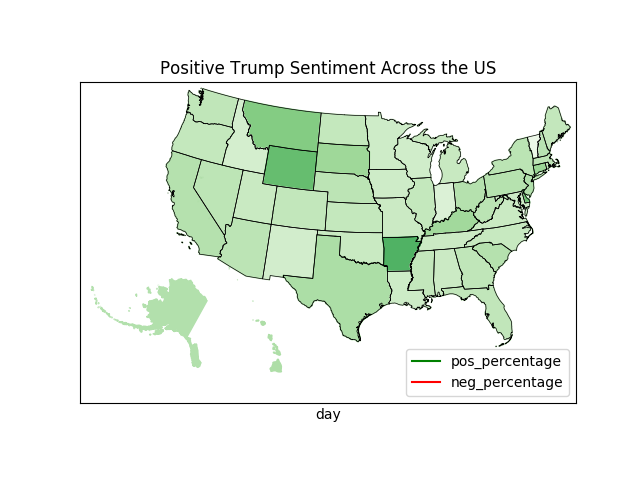 Positive Trump Sentiment Across the US
pos_percentage
neg_percentage
day